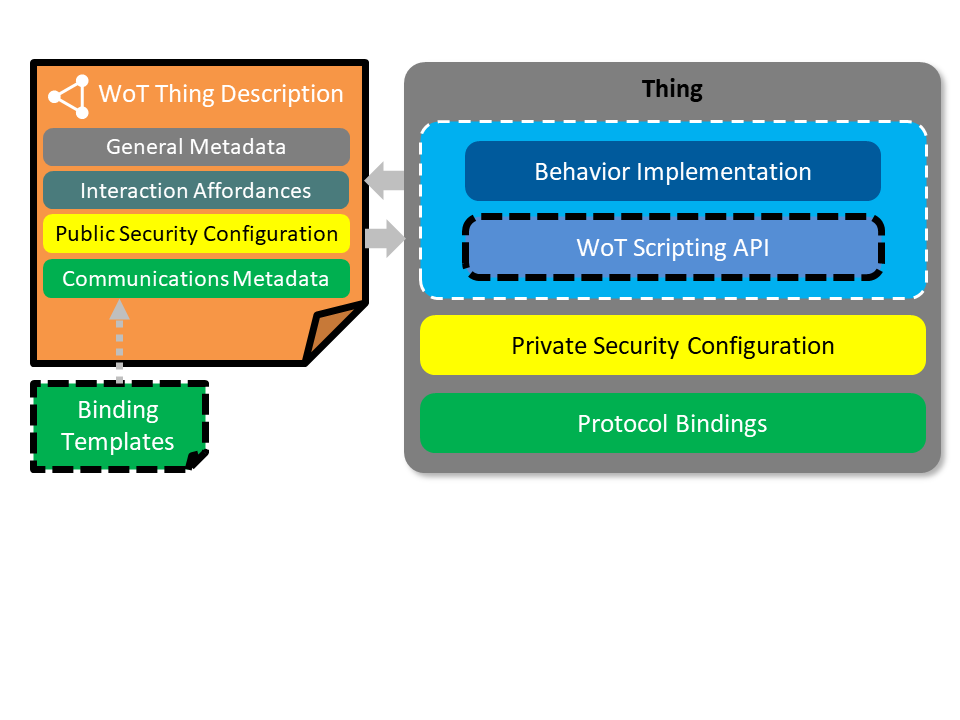 WoT Thing Description
General Metadata
Interaction Affordances
Public Security Configuration
Communications Metadata
Binding
Templates
Thing
Behavior Implementation
WoT Scripting API
Private Security Configuration
Protocol Bindings